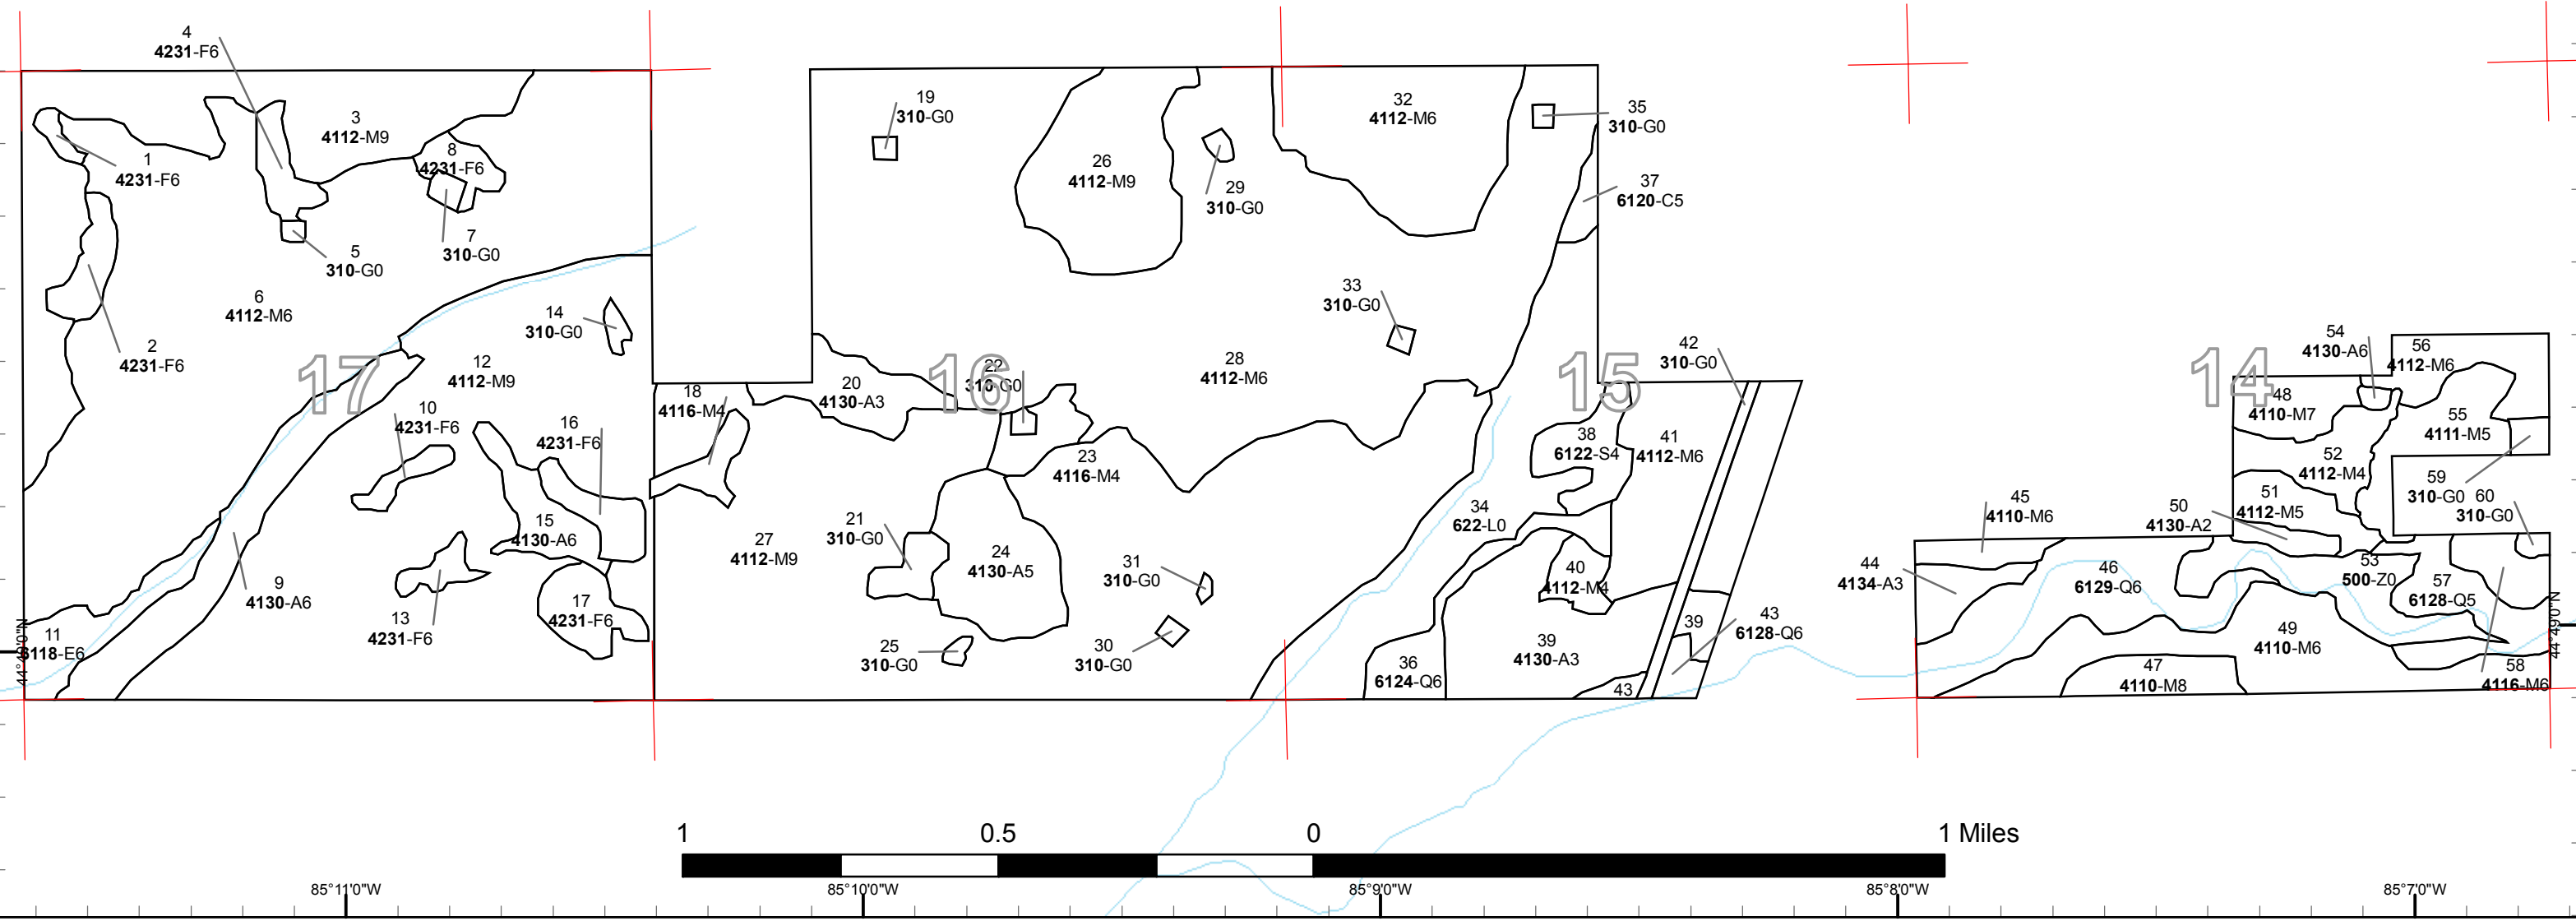 4
4231-F6
3
4112-M9
1
4231-F6
8
4231-F6
5
310-G0
7
310-G0
6
4112-M6
2
4231-F6
14
310-G0
17
12
4112-M9
10
4231-F6
16
4231-F6
15
4130-A6
9
4130-A6
13
4231-F6
17
4231-F6
11
6118-E6
44°49'0"N
19
310-G0
26
4112-M9
29
310-G0
32
4112-M6
35
310-G0
37
6120-C5
33
310-G0
28
4112-M6
16
22
310-G0
20
4130-A3
18
4116-M4
23
4116-M4
21
310-G0
27
4112-M9
24
4130-A5
31
310-G0
25
310-G0
30
310-G0
42
310-G0
15
38
6122-S4
41
4112-M6
34
622-L0
40
4112-M4
36
6124-Q6
39
4130-A3
39
43
6128-Q6
43
54
4130-A6
56
4112-M6
14
48
4110-M7
55
4111-M5
52
4112-M4
59
310-G0
60
310-G0
45
4110-M6
50
4130-A2
51
4112-M5
44
4134-A3
46
6129-Q6
53
500-Z0
57
6128-Q5
49
4110-M6
47
4110-M8
58
4116-M6
44°49'0"N
1 0.5 0 1 Miles
85°11'0"W 85°10'0"W 85°9'0"W 85°8'0"W 85°7'0"W